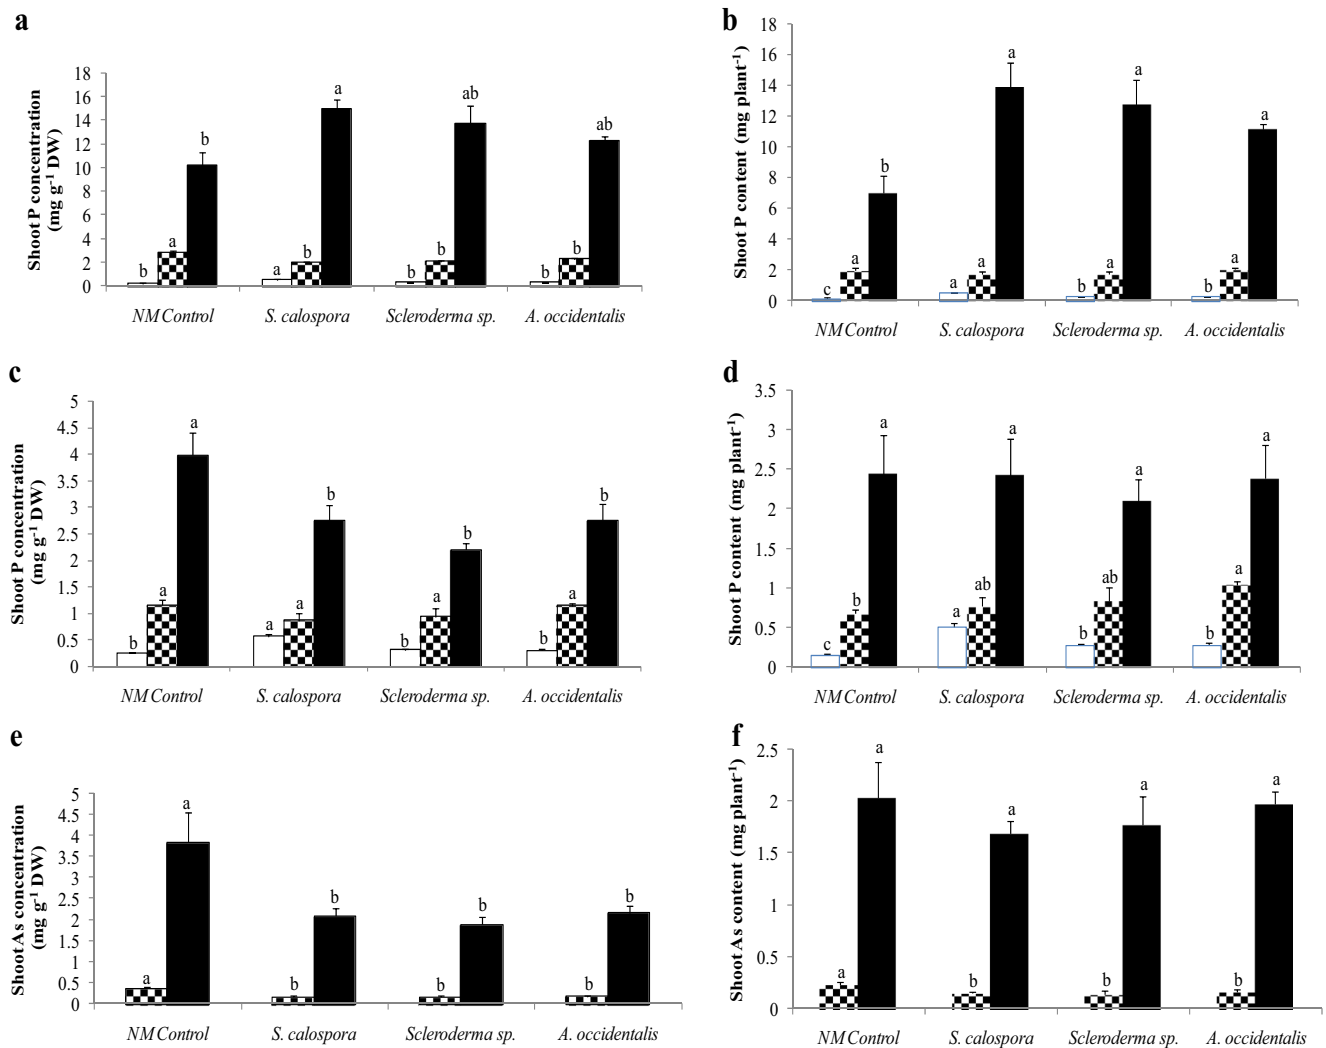 a
Shoot P concentration
(mg g-1 DW)
18
16
14
12
10
8
6
4
2
0
b
a
b
a
b
a
b
b
ab
b
b
ab
NM Control
S. calospora
Scleroderma sp.
A. occidentalis
b
Shoot P content (mg plant-1)
18
16
14
12
10
8
6
4
2
0
c
a
b
a
a
a
b
a
a
b
a
a
NM Control
S. calospora
Scleroderma sp.
A. occidentalis
c
Shoot P concentration
(mg g-1 DW)
5
4.5
4
3.5
3
2.5
2
1.5
1
0.5
0
b
a
a
a
a
b
b
a
b
b
a
b
NM Control
S. calospora
Scleroderma sp.
A. occidentalis
d
Shoot P content (mg plant-1)
3.5
3
2.5
2
1.5
1
0.5
0
c
b
a
a
ab
a
b
ab
a
b
a
a
NM Control
S. calospora
Scleroderma sp.
A. occidentalis
e
Shoot As concentration
(mg g-1 DW)
5
4.5
4
3.5
3
2.5
2
1.5
1
0.5
0
a
a
b
b
b
b
b
b
NM Control
S. calospora
Scleroderma sp.
A. occidentalis
f
Shoot As content (mg plant-1)
2.5
2
1.5
1
0.5
0
a
a
b
a
b
a
b
a
NM Control
S. calospora
Scleroderma sp.
A. occidentalis